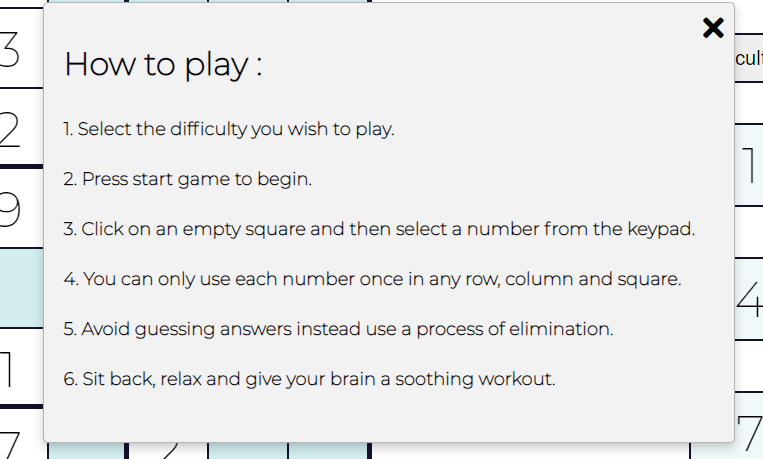 How to play :
1. Select the difficulty you wish to play.
2. Press start game to begin.
3. Click on an empty square and then select a number from the keypad.
4. You can only use each number once in any row, column and square.
5. Avoid guessing answers instead use a process of elimination.
6. Sit back, relax and give your brain a soothing workout.
3
2
9
1
7
2
cult
1
4
7